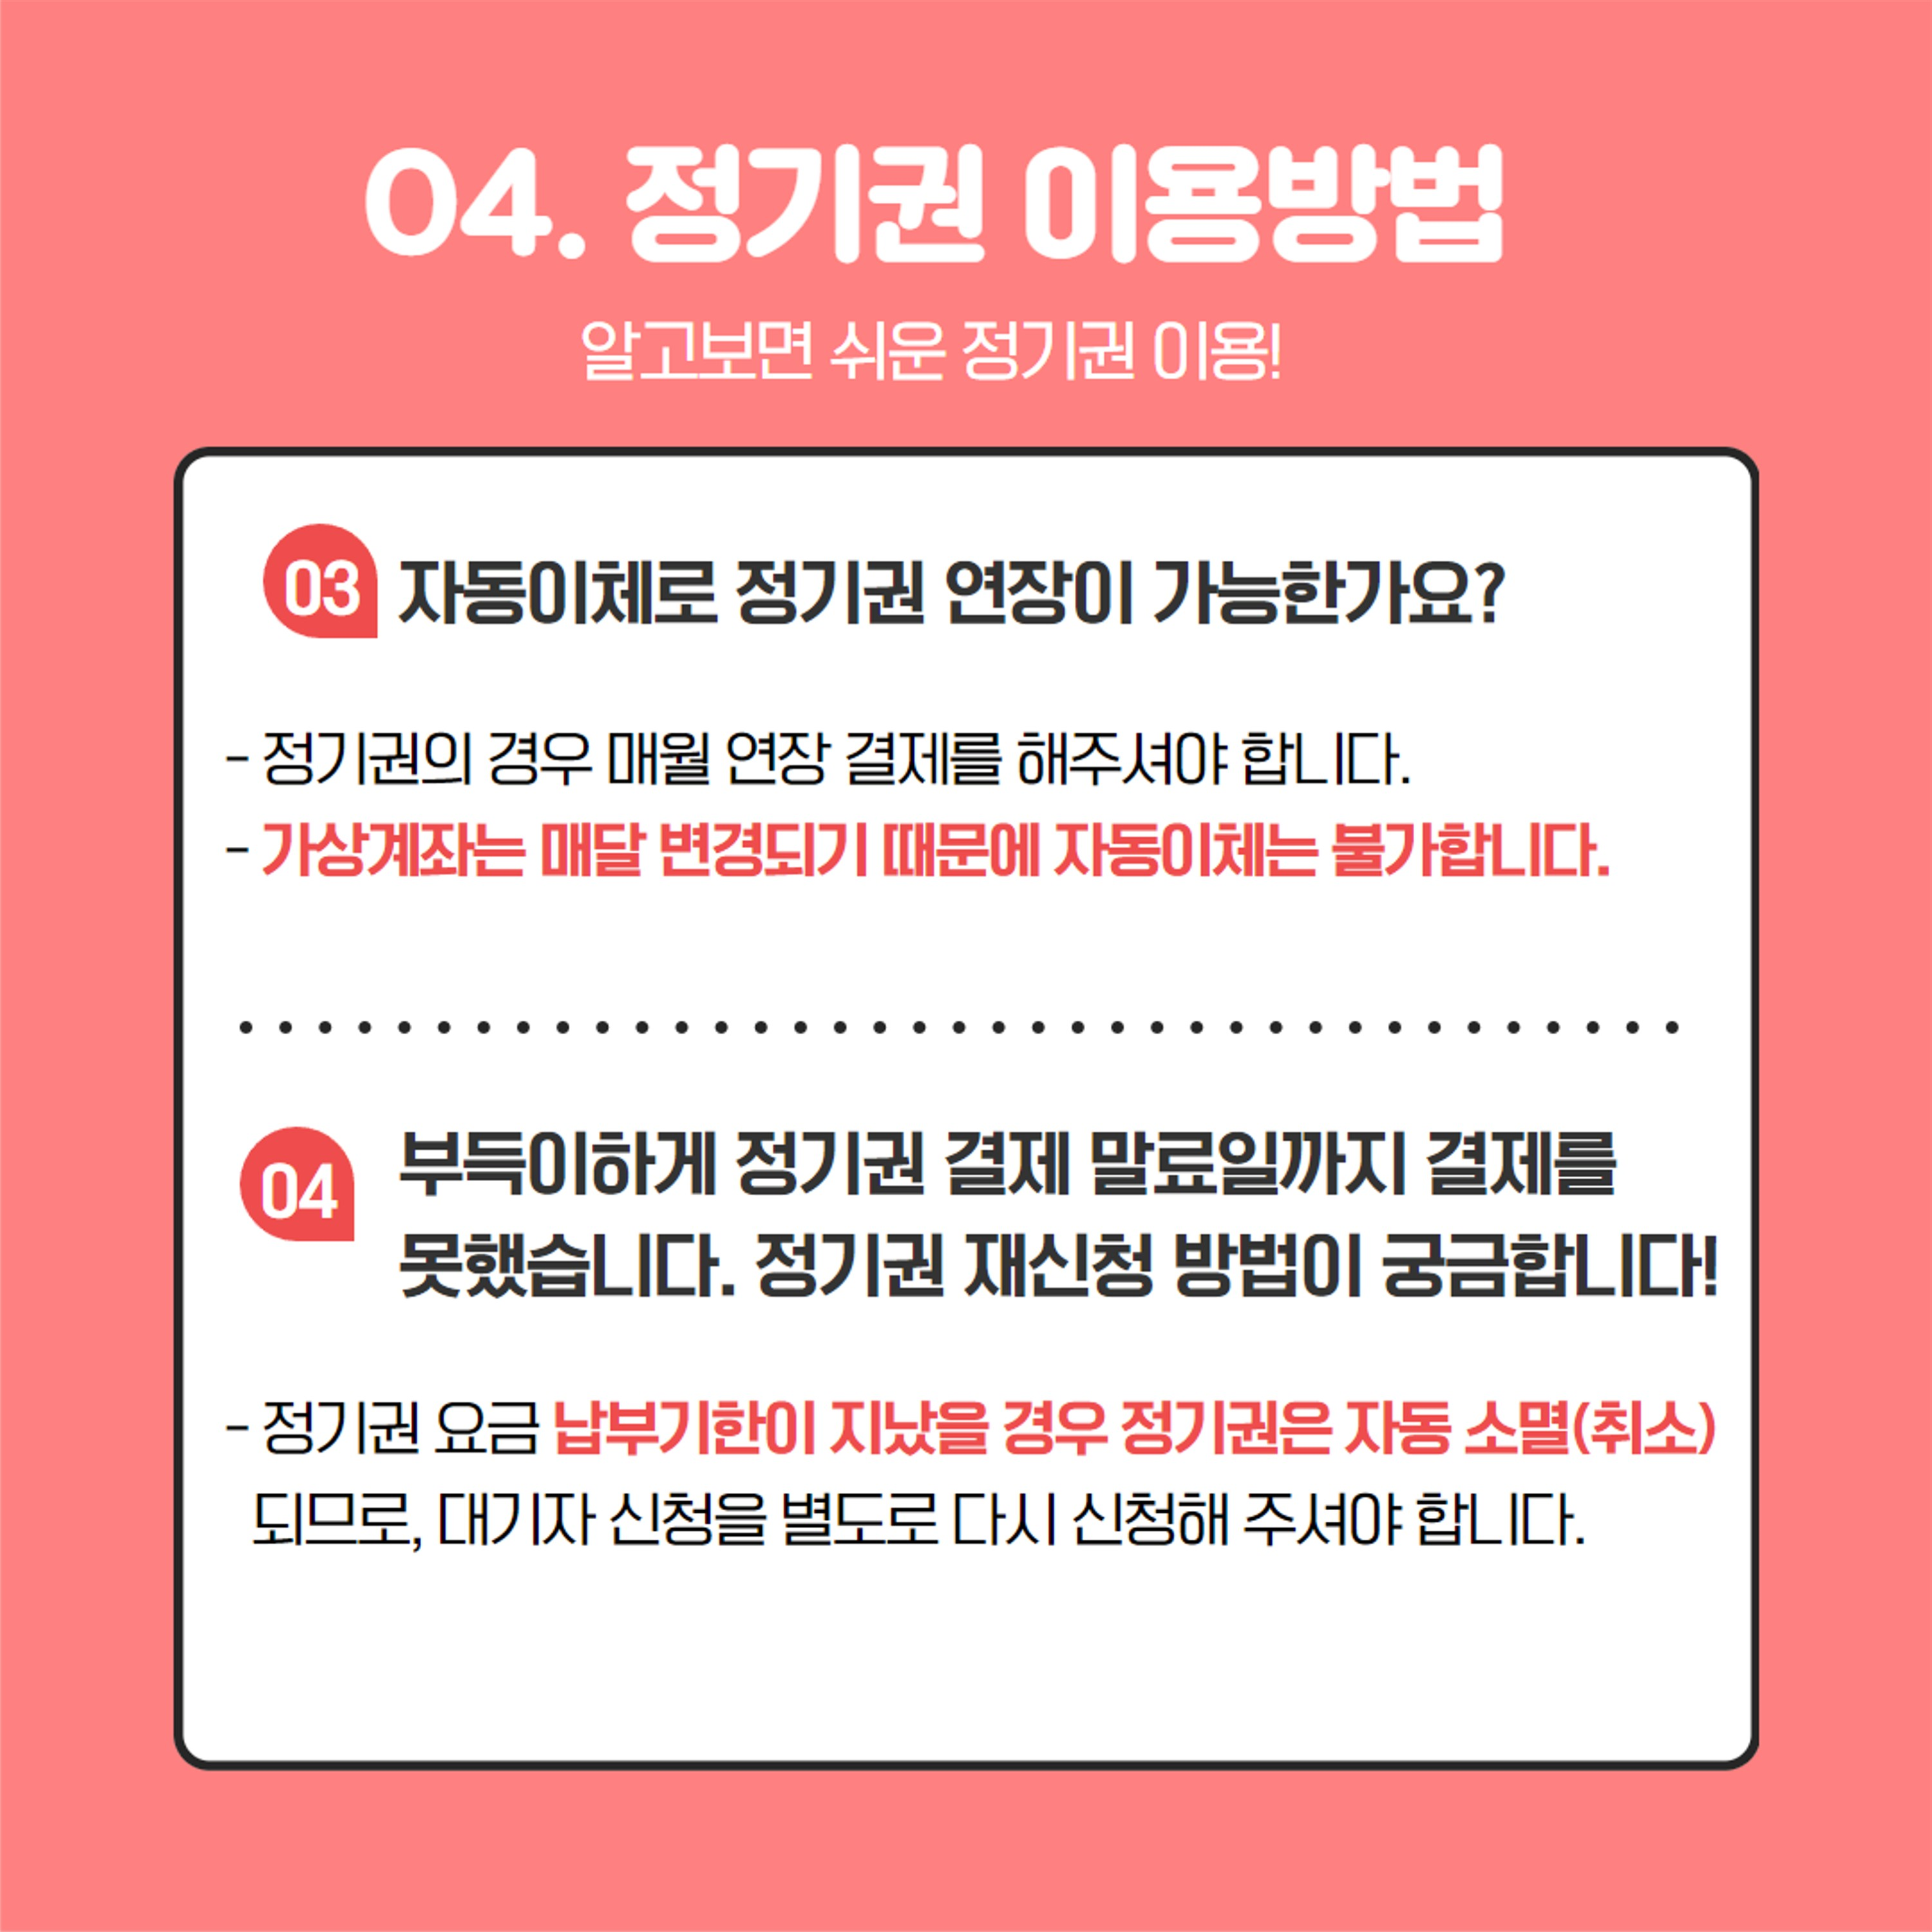 04. 정기권 이용방법
알고보면 쉬운 정기권 이용!
03 자동이체로 정기권 연장이 가능한가요?
- 정기권의 경우 매월 연장 결제를 해주셔야 합니다.
- 가상계좌는 매달 변경되기 때문에 자동이체는 불가합니다.
04 부득이하게 정기권 결제 말료일까지 결제를
못했습니다. 정기권 재신청 방법이 궁금합니다!
- 정기권 요금 납부기한이 지났을 경우 정기권은 자동 소멸(취소)
되므로, 대기자 신청을 별도로 다시 신청해 주셔야 합니다.